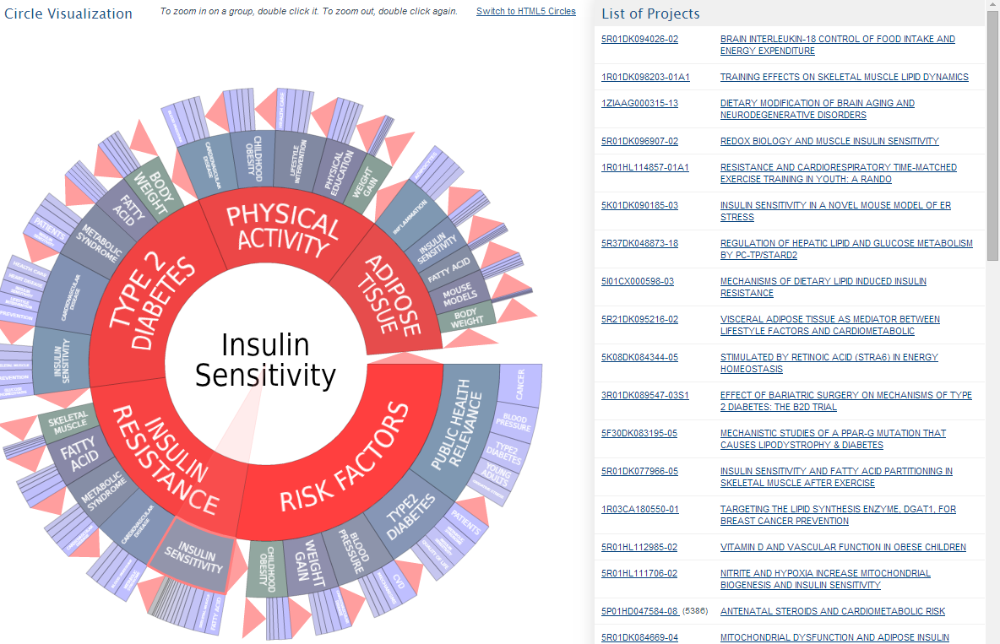 Circle Visualization
To zoom in on a group, double click it. To zoom out, double click again.
Switch to HTML5 Circles
Insulin
Sensitivity
PHYSICAL
ACTIVITY
CARDIOVASCULAR
DISEASE
CHILDHOOD
OBESITY
LIFESTYLE
INTERVENTION
HEALTH CARE
PHYSICAL
EDUCATION
WEIGHT
GAIN
ADIPOSE
TISSUE
INFLAMMATION
INSULIN
SENSITIVITY
FATTY ACID
MOUSE
MODELS
BODY
WEIGHT
RISK FACTORS
PUBLIC HEALTH
RELEVANCE
CANCER
BLOOD
PRESSURE
TYPE2
DIABETES
YOUNG
ADULTS
TYPE2
DIABETES
PATIENTS
BLOOD
PRESSURE
CVD
WEIGHT
GAIN
CHILDHOOD
OBESITY
INSULIN
RESISTANCE
INSULIN
SENSITIVITY
FATTY ACID
CARDIOVASCULAR
DISEASE
METABOLIC
SYNDROME
FATTY
ACID
SKELETAL
MUSCLE
TYPE 2
DIABETES
INSULIN
SENSITIVITY
PREVENTION
CARDIOVASCULAR
DISEASE
HEALTH CARE
HEART DISEASE
PREVENTION
METABOLIC
SYNDROME
PATIENTS
FATTY
ACID
BODY
WEIGHT
List of Projects
5R01DK094026-02 BRAIN INTERLEUKIN-18 CONTROL OF FOOD INTAKE AND
ENERGY EXPENDITURE
1R01DK098203-01A1 TRAINING EFFECTS ON SKELETAL MUSCLE LIPID DYNAMICS
1ZIAAG000315-13 DIETARY MODIFICATION OF BRAIN AGING AND
NEURODEGENERATIVE DISORDERS
5R01DK096907-02 REDOX BIOLOGY AND MUSCLE INSULIN SENSITIVITY
1R01HL114857-01A1 RESISTANCE AND CARDIORESPIRATORY TIME-MATCHED
EXERCISE TRAINING IN YOUTH: A RANDO
5K01DK090185-03 INSULIN SENSITIVITY IN A NOVEL MOUSE MODEL OF ER
STRESS
5R37DK048873-18 REGULATION OF HEPATIC LIPID AND GLUCOSE METABOLISM
BY PC-TP/STARD2
5I01CX000598-03 MECHANISMS OF DIETARY LIPID INDUCED INSULIN
RESISTANCE
5R21DK095216-02 VISCERAL ADIPOSE TISSUE AS MEDIATOR BETWEEN
LIFESTYLE FACTORS AND CARDIOMETABOLIC
5K08DK084344-05 STIMULATED BY RETINOIC ACID (STRA6) IN ENERGY
HOMEOSTASIS
3R01DK089547-03S1 EFFECT OF BARIATRIC SURGERY ON MECHANISMS OF TYPE
2 DIABETES: THE B2D TRIAL
5F30DK083195-05 MECHANISTIC STUDIES OF A PPAR-G MUTATION THAT
CAUSES LIPODYSTROPHY & DIABETES
5R01DK077966-05 INSULIN SENSITIVITY AND FATTY ACID PARTITIONING IN
SKELETAL MUSCLE AFTER EXERCISE
1R03CA180550-01 TARGETING THE LIPID SYNTHESIS ENZYME, DGAT1, FOR
BREAST CANCER PREVENTION
5R01HL112985-02 VITAMIN D AND VASCULAR FUNCTION IN OBESE CHILDREN
5R01HL111706-02 NITRITE AND HYPOXIA INCREASE MITOCHONDRIAL
BIOGENESIS AND INSULIN SENSITIVITY
5P01HD047584-08 (5386) ANTENATAL STEROIDS AND CARDIOMETABOLIC RISK
5R01DK084669-04 MITOCHONDRIAL DYSFUNCTION AND ADIPOSE INSULIN